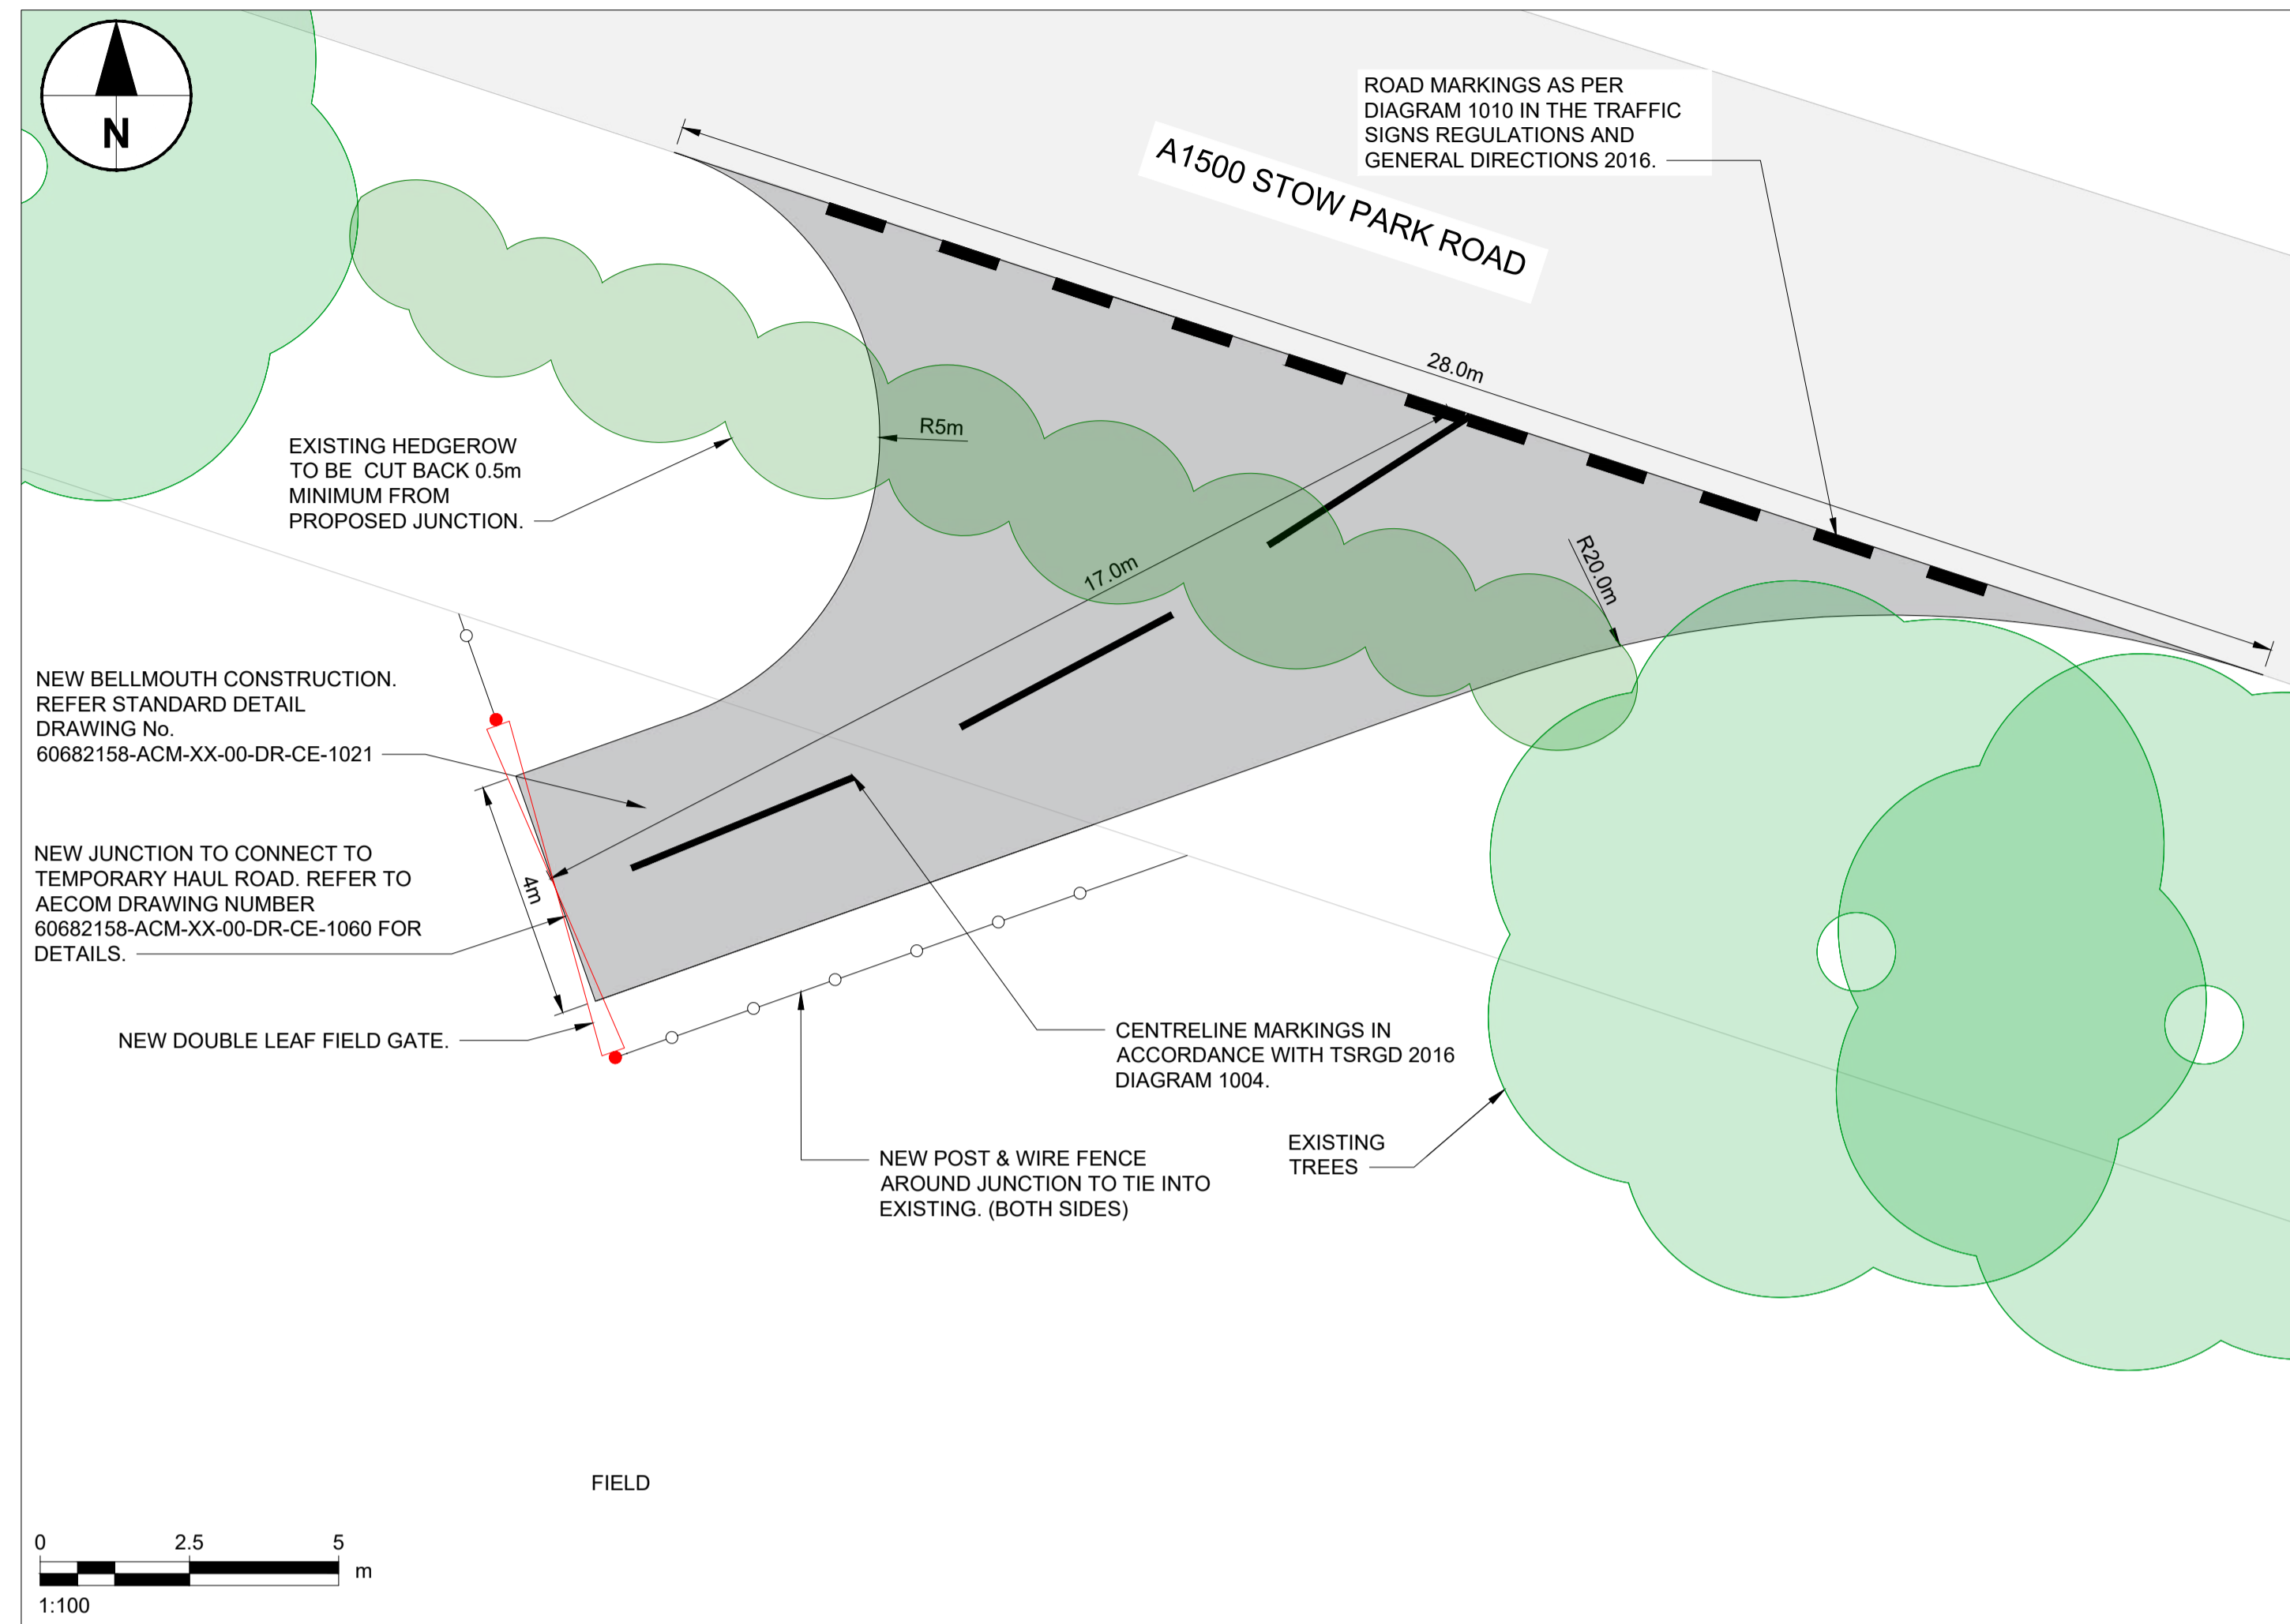 N
ROAD MARKINGS AS PER
DIAGRAM 1010 IN THE TRAFFIC
SIGNS REGULATIONS AND
GENERAL DIRECTIONS 2016.
A1500 STOW PARK ROAD
28.0m
R5m
EXISTING HEDGEROW
TO BE CUT BACK 0.5m
MINIMUM FROM
PROPOSED JUNCTION.
17.0m
R20.0m
NEW BELLMOUTH CONSTRUCTION.
REFER STANDARD DETAIL
DRAWING No.
60682158-ACM-XX-00-DR-CE-1021
NEW JUNCTION TO CONNECT TO
TEMPORARY HAUL ROAD. REFER TO
AECOM DRAWING NUMBER
60682158-ACM-XX-00-DR-CE-1060 FOR
DETAILS.
4m
NEW DOUBLE LEAF FIELD GATE.
CENTRELINE MARKINGS IN
ACCORDANCE WITH TSRGD 2016
DIAGRAM 1004.
NEW POST & WIRE FENCE
AROUND JUNCTION TO TIE INTO
EXISTING. (BOTH SIDES)
EXISTING
TREES
FIELD
0 2.5 5
m
1:100